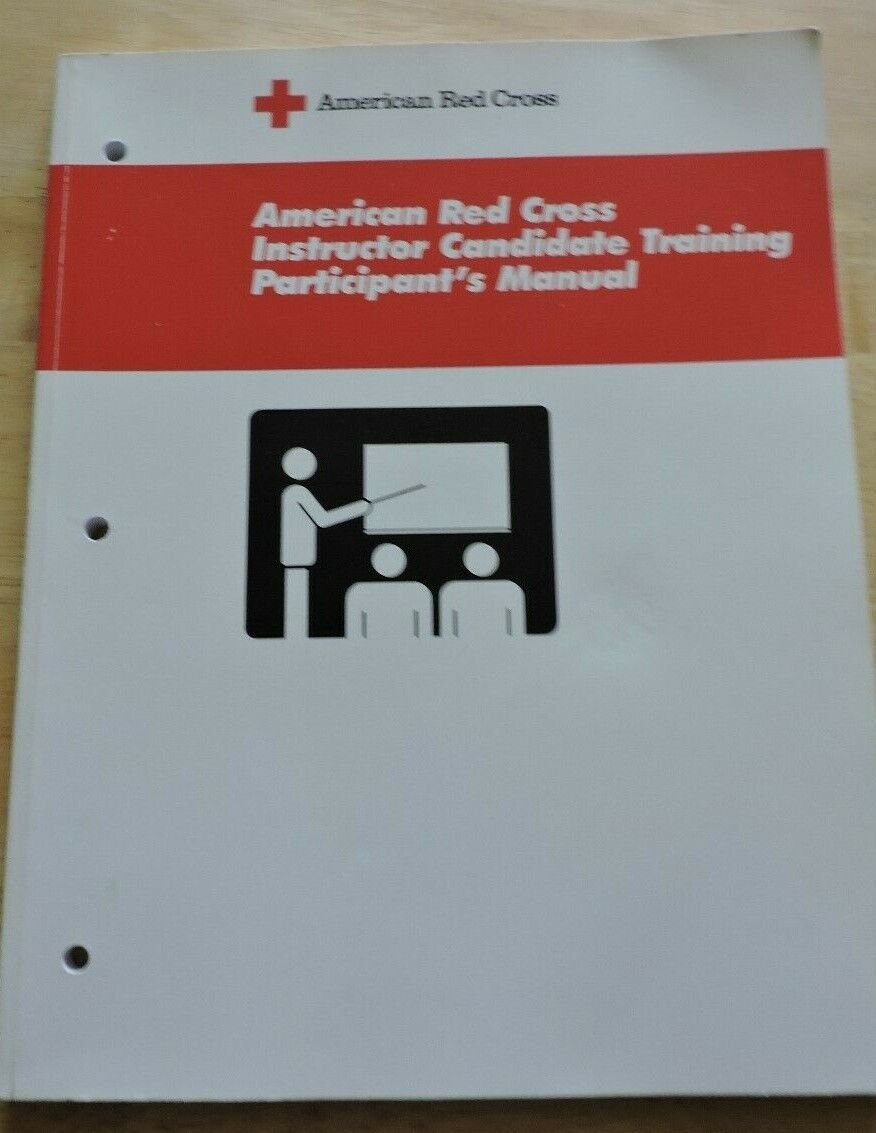 American Red Cross
American Red Cross
Instructor Candidate Training
Participant's Manual